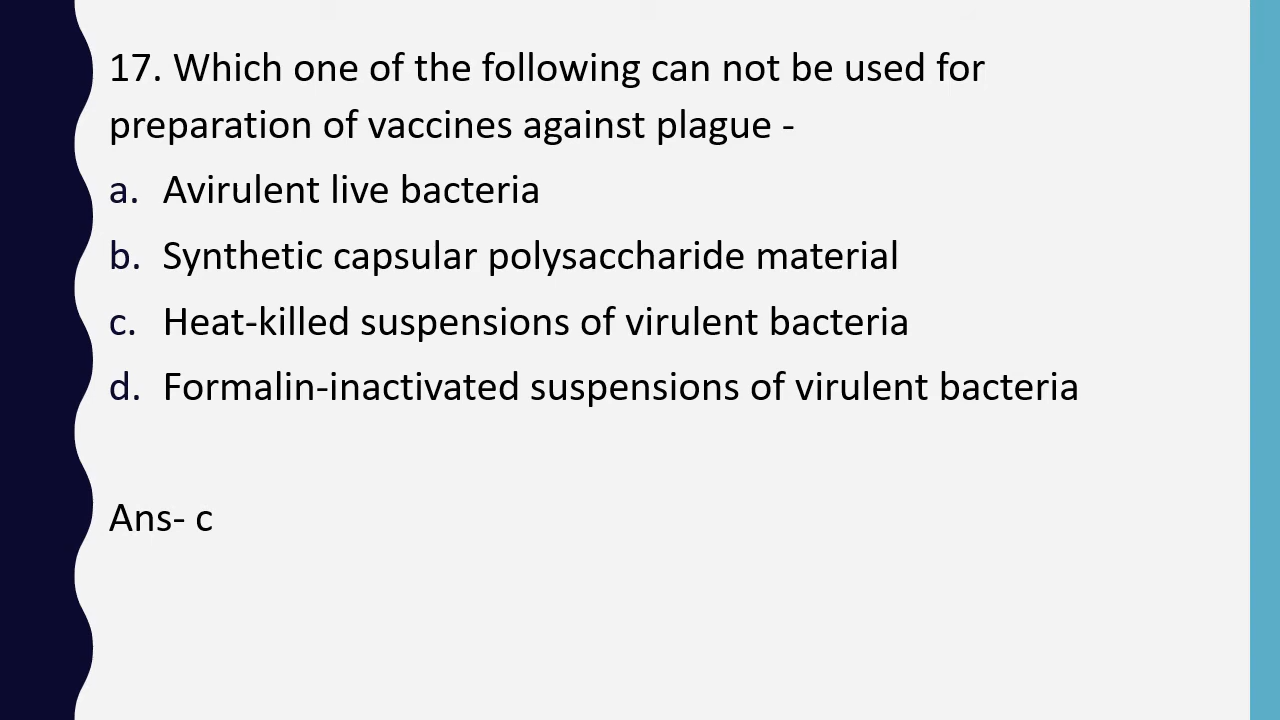 17. Which one of the following can not be used for
preparation of vaccines against plague -
a. Avirulent live bacteria
b. Synthetic capsular polysaccharide material
c. Heat-killed suspensions of virulent bacteria
d. Formalin-inactivated suspensions of virulent bacteria
Ans- c